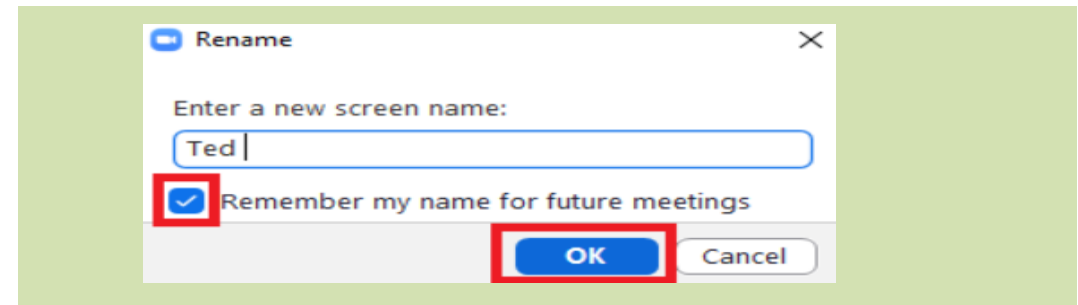 Rename
Enter a new screen name:
Ted
Remember my name for future meetings
OK Cancel